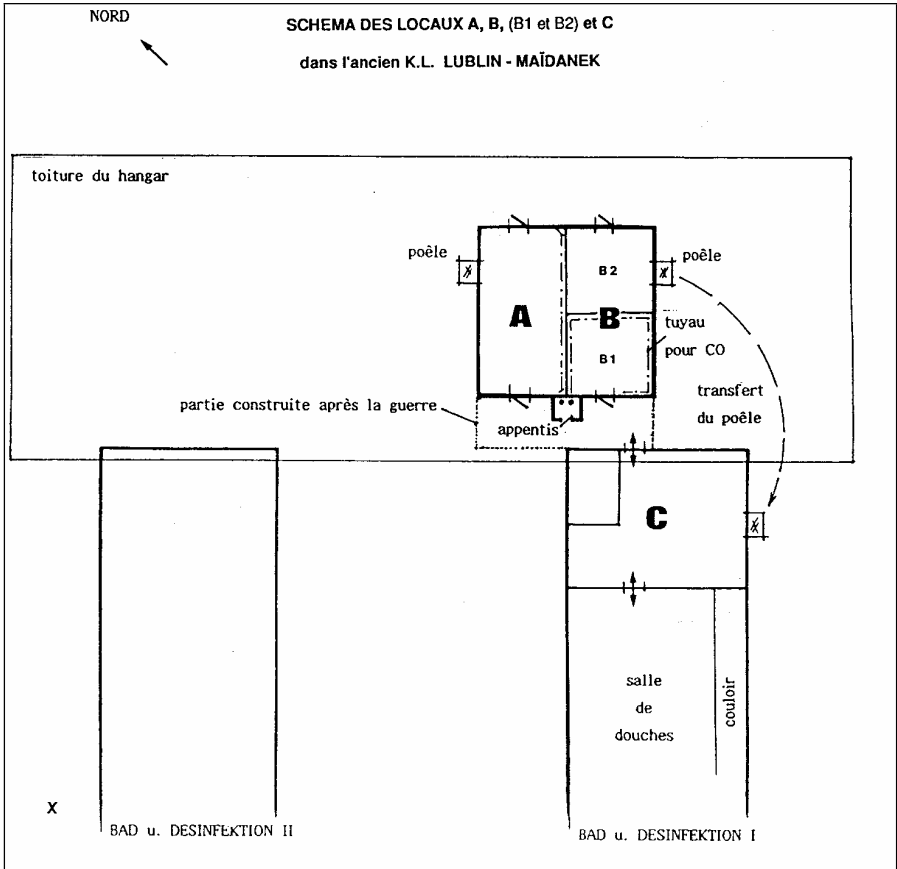 NORD
SCHEMA DES LOCAUX A, B, (B1 et B2) et C
dans l'ancien K.L. LUBLIN - MAÏDANEK
toiture du hangar
poêle
poêle
B2
A
B
B1
tuyau
pour CO
transfert
du poêle
partie construite après la guerre
appentis
C
salle
de
douches
couloir
X
BAD u. DESINFEKTION II
BAD u. DESINFEKTION I